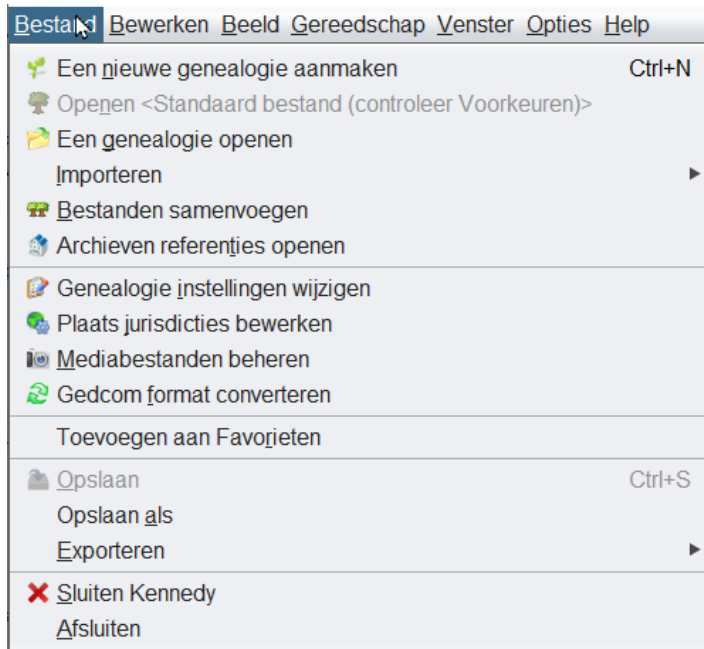 Bestand Bewerken Beeld Gereedschap Venster Opties Help
Een nieuwe genealogie aanmaken Ctrl+N
Openen <Standaard bestand (controleer Voorkeuren)>
Een genealogie openen
Importeren
Bestanden samenvoegen
Archieven referenties openen
Genealogie instellingen wijzigen
Plaats jurisdicties bewerken
Mediabestanden beheren
Gedcom format converteren
Toevoegen aan Favorieten
Opslaan Ctrl+S
Opslaan als
Exporteren
Sluiten Kennedy
Afsluiten